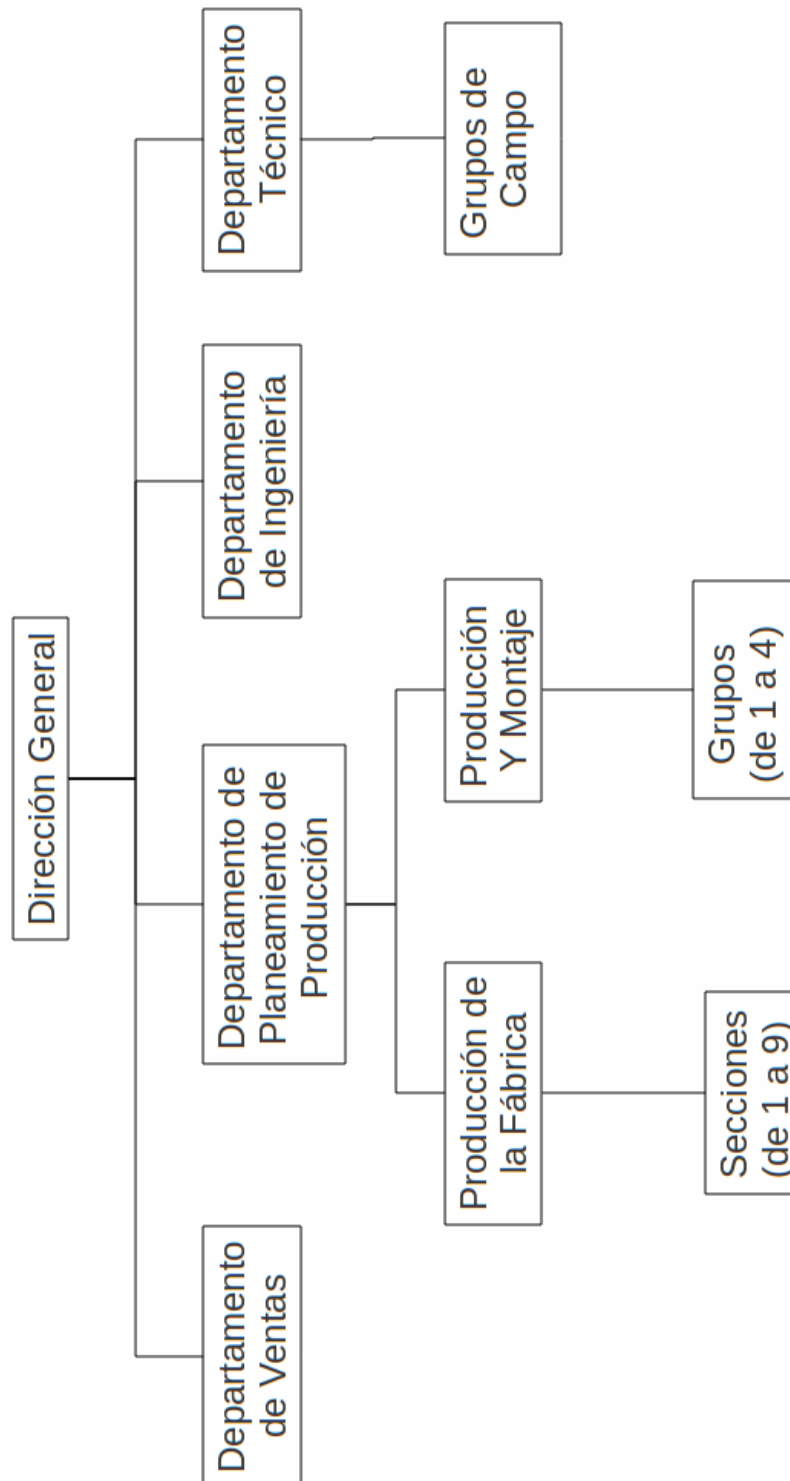 Dirección General
Departamento
de Ventas
Departamento de
Planeamiento de
Producción
Departamento
de Ingeniería
Departamento
Técnico
Producción de
la Fábrica
Producción
Y Montaje
Grupos de
Campo
Secciones
(de 1 a 9)
Grupos
(de 1 a 4)